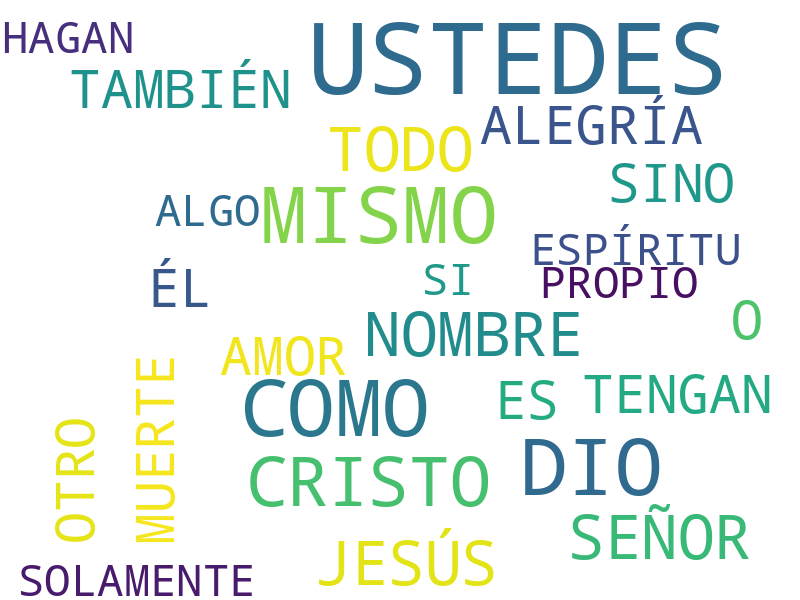 HAGAN
USTEDES
TAMBIÉN
ALEGRÍA
TODO
SINO
ALGO
MISMO
ESPÍRITU
ÉL
SI
PROPIO
O
NOMBRE
AMOR
COMO
ES
TENGAN
MUERTE
OTRO
CRISTO
DIO
SEÑOR
JESÚS
SOLAMENTE